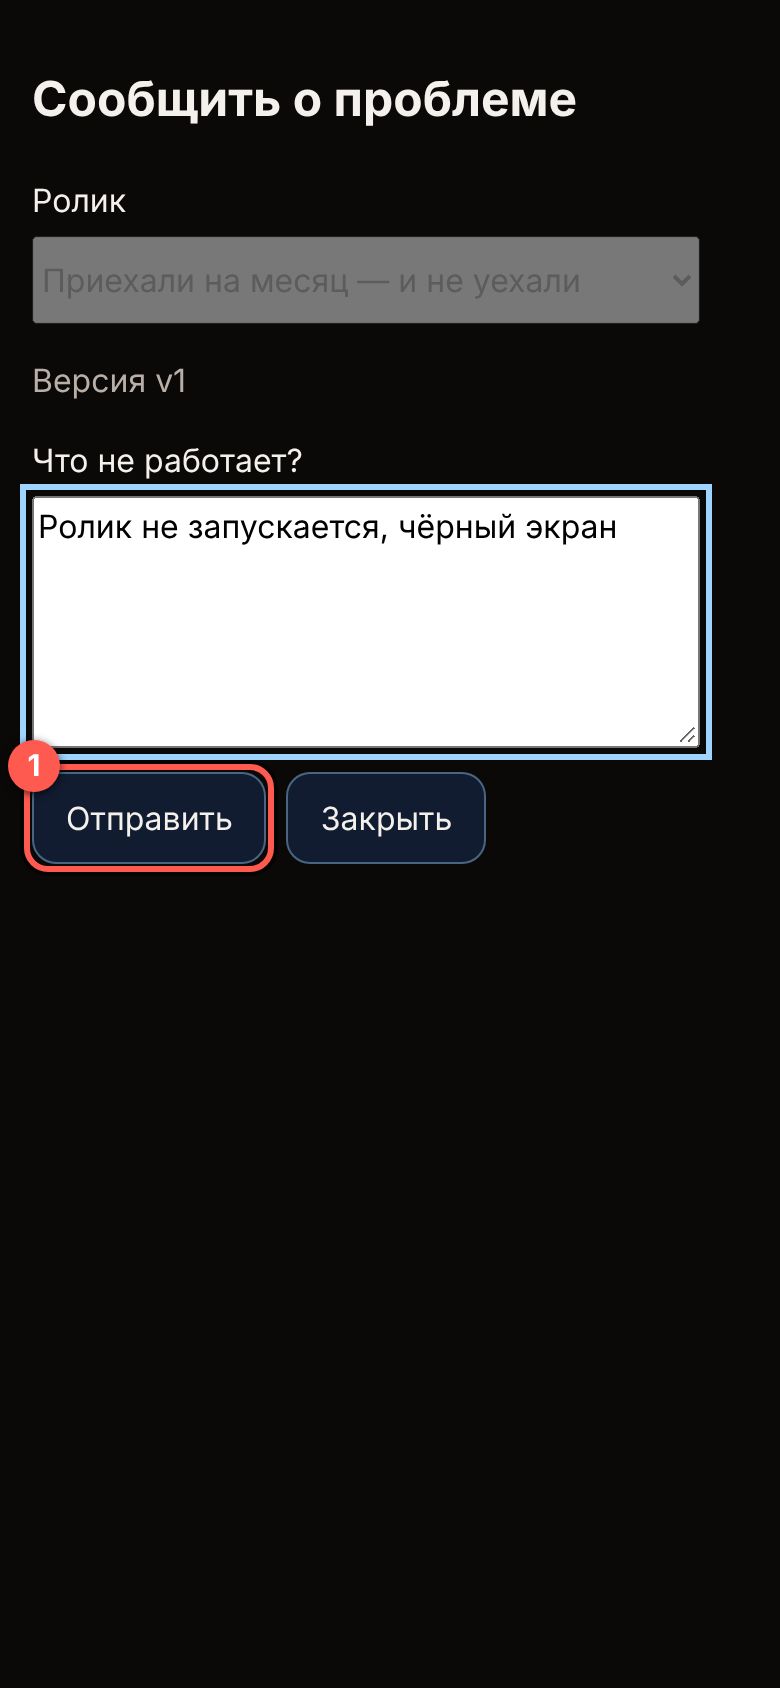 Сообщить о проблеме
Ролик
Приехали на месяц — и не уехали
Версия v1
Что не работает?
Ролик не запускается, чёрный экран
1
Отправить Закрыть